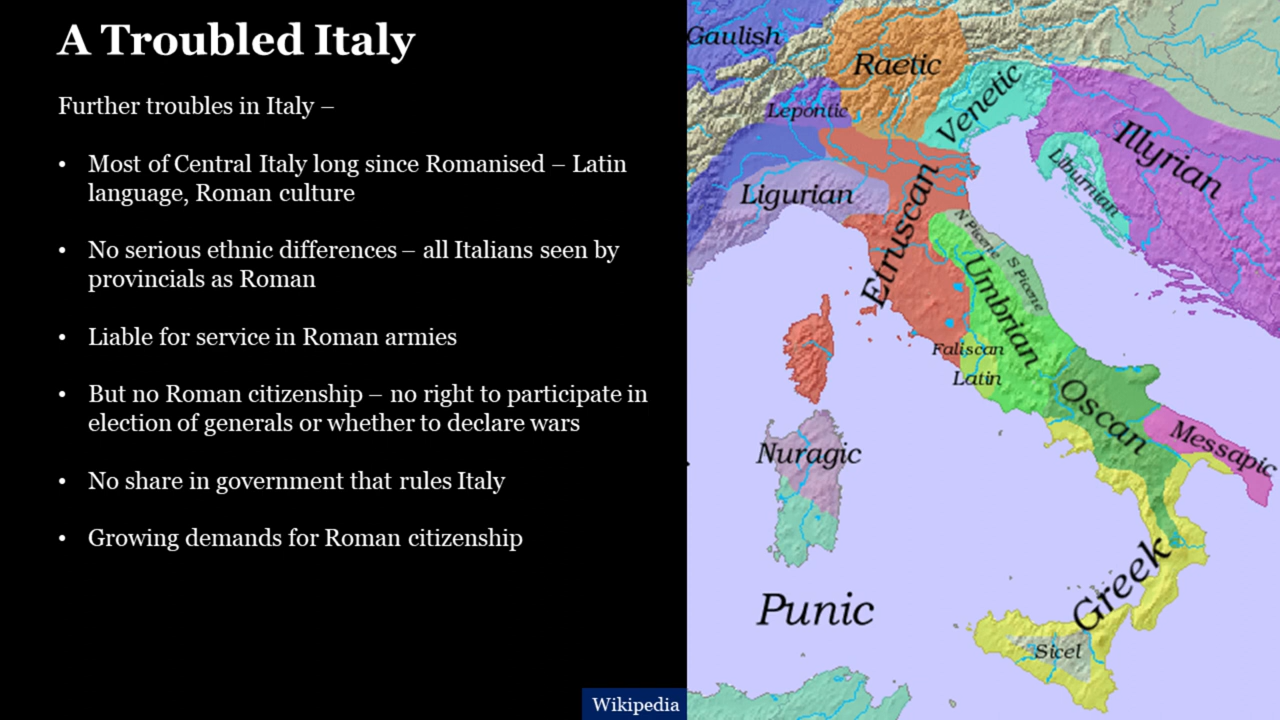 A Troubled Italy
Further troubles in Italy –
• Most of Central Italy long since Romanised – Latin
language, Roman culture
• No serious ethnic differences – all Italians seen by
provincials as Roman
• Liable for service in Roman armies
• But no Roman citizenship – no right to participate in
election of generals or whether to declare wars
• No share in government that rules Italy
• Growing demands for Roman citizenship
Wikipedia
Gaulish
Raetic
Lepontic
Venetic
Illyrian
Liburnian
Ligurian
Etruscan
N Picene
S Picene
Umbrian
Faliscan
Latin
Oscan
Messapic
Nuragic
Greek
Punic
Sicel